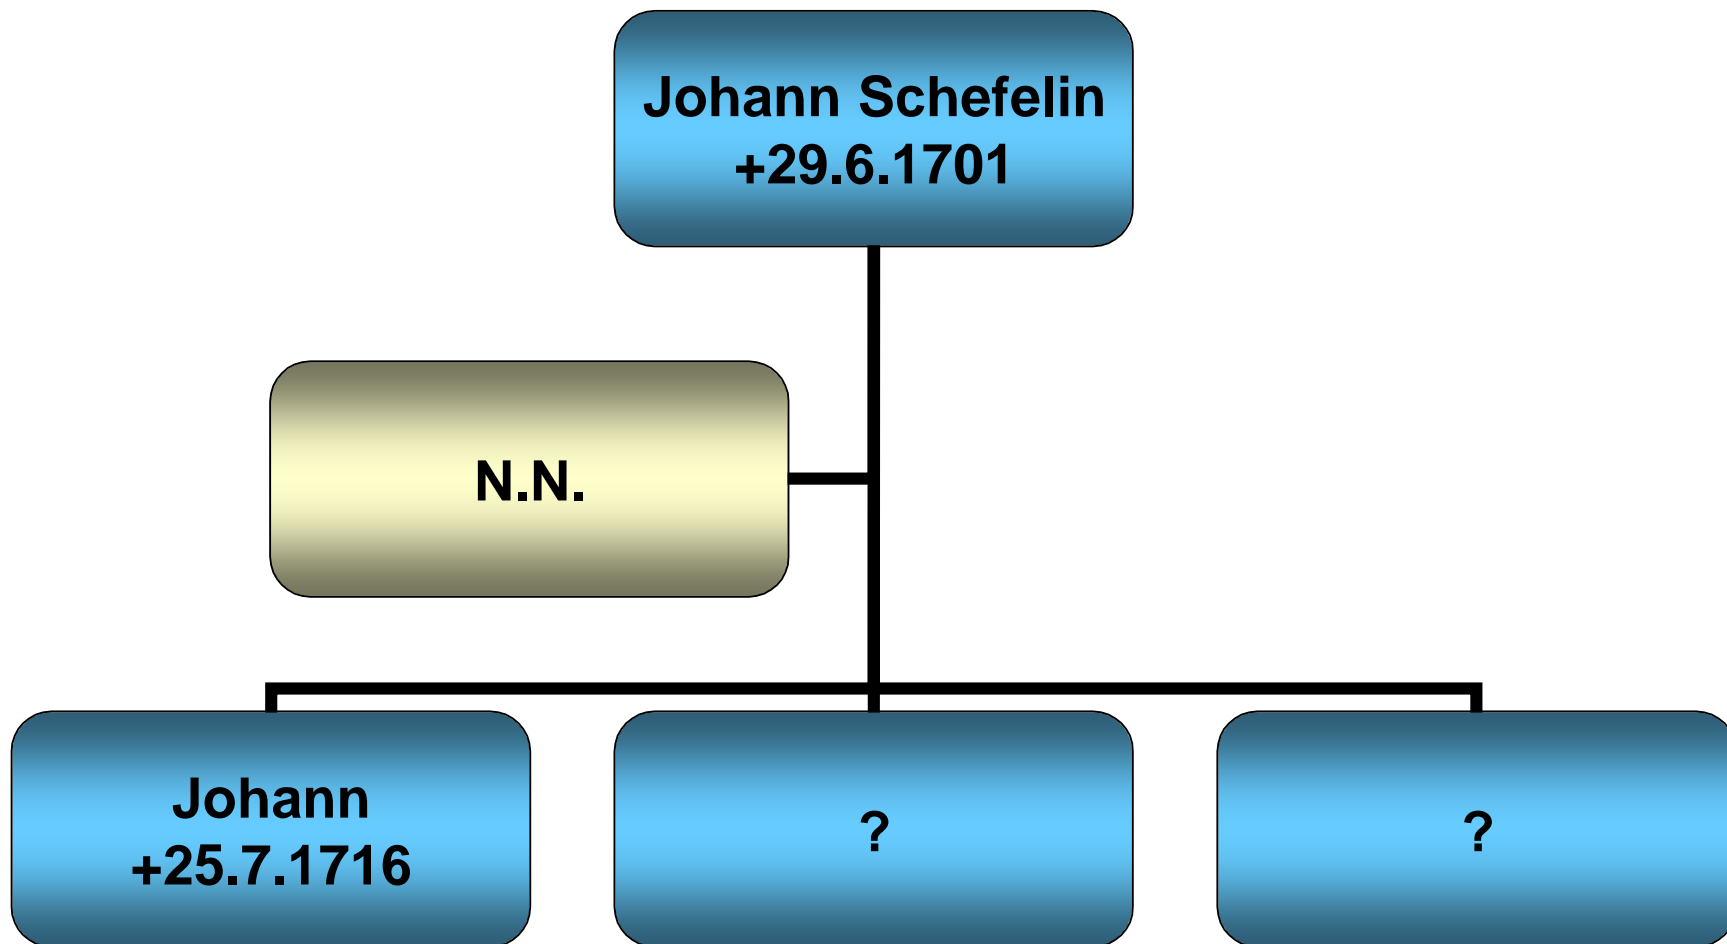 Johann Schefelin
+29.6.1701
N.N.
Johann
+25.7.1716
?
?